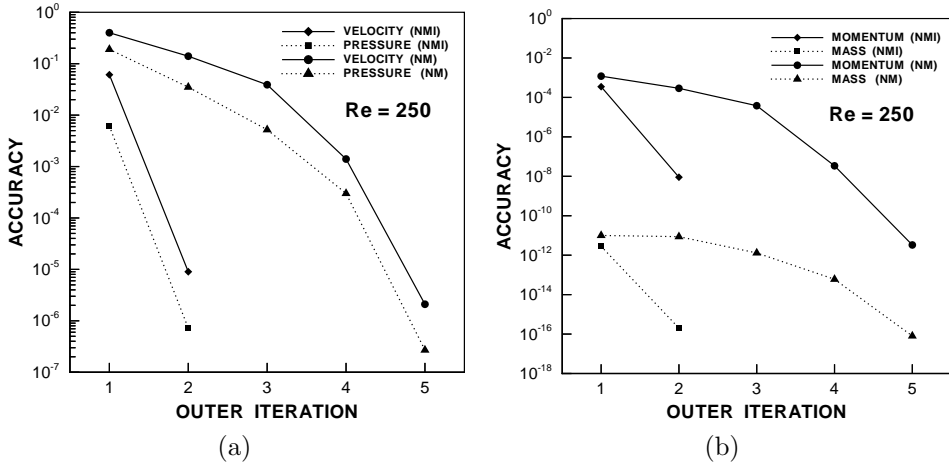 10^0
10^-1
10^-2
10^-3
10^-4
10^-5
10^-6
10^-7
ACCURACY
VELOCITY (NMI)
PRESSURE (NMI)
VELOCITY (NM)
PRESSURE (NM)
Re = 250
1 2 3 4 5
OUTER ITERATION
(a)
10^0
10^-2
10^-4
10^-6
10^-8
10^-10
10^-12
10^-14
10^-16
10^-18
ACCURACY
MOMENTUM (NMI)
MASS (NMI)
MOMENTUM (NM)
MASS (NM)
Re = 250
1 2 3 4 5
OUTER ITERATION
(b)